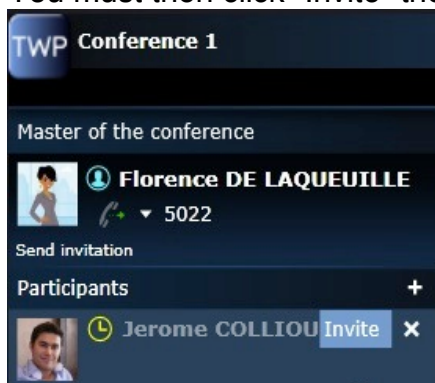 You must then click "Invite" the
TWP Conference 1
Master of the conference
Florence DE LAQUEUILLE
5022
Send invitation
Participants +
Jerome COLLIOU Invite ×